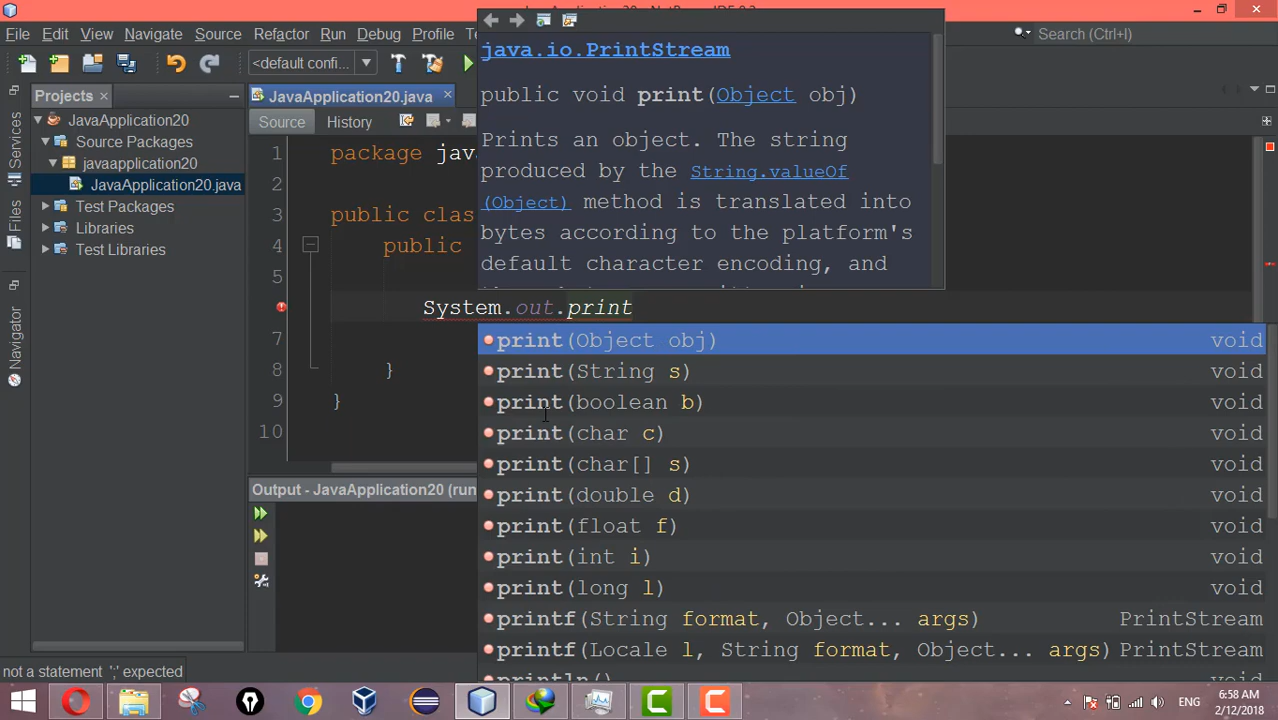 File Edit View Navigate Source Refactor Run Debug Profile
Search (Ctrl+I)
<default confi...
Projects
JavaApplication20
Source Packages
javaapplication20
JavaApplication20.java
Test Packages
Libraries
Test Libraries
Services
Files
Navigator
JavaApplication20.java
Source History
1 package jav
2
3 public clas
4 public
5
System.out.print
7
8 }
9 }
10
java.io.PrintStream
public void print(Object obj)
Prints an object. The string
produced by the String.valueOf
(Object) method is translated into
bytes according to the platform's
default character encoding, and
print(Object obj) void
print(String s) void
print(boolean b) void
print(char c) void
print(char[] s) void
print(double d) void
print(float f) void
print(int i) void
print(long l) void
printf(String format, Object... args) PrintStream
printf(Locale l, String format, Object... args) PrintStream
println()
Output - JavaApplication20 (run
not a statement ';' expected
ENG
6:58 AM
2/12/2018